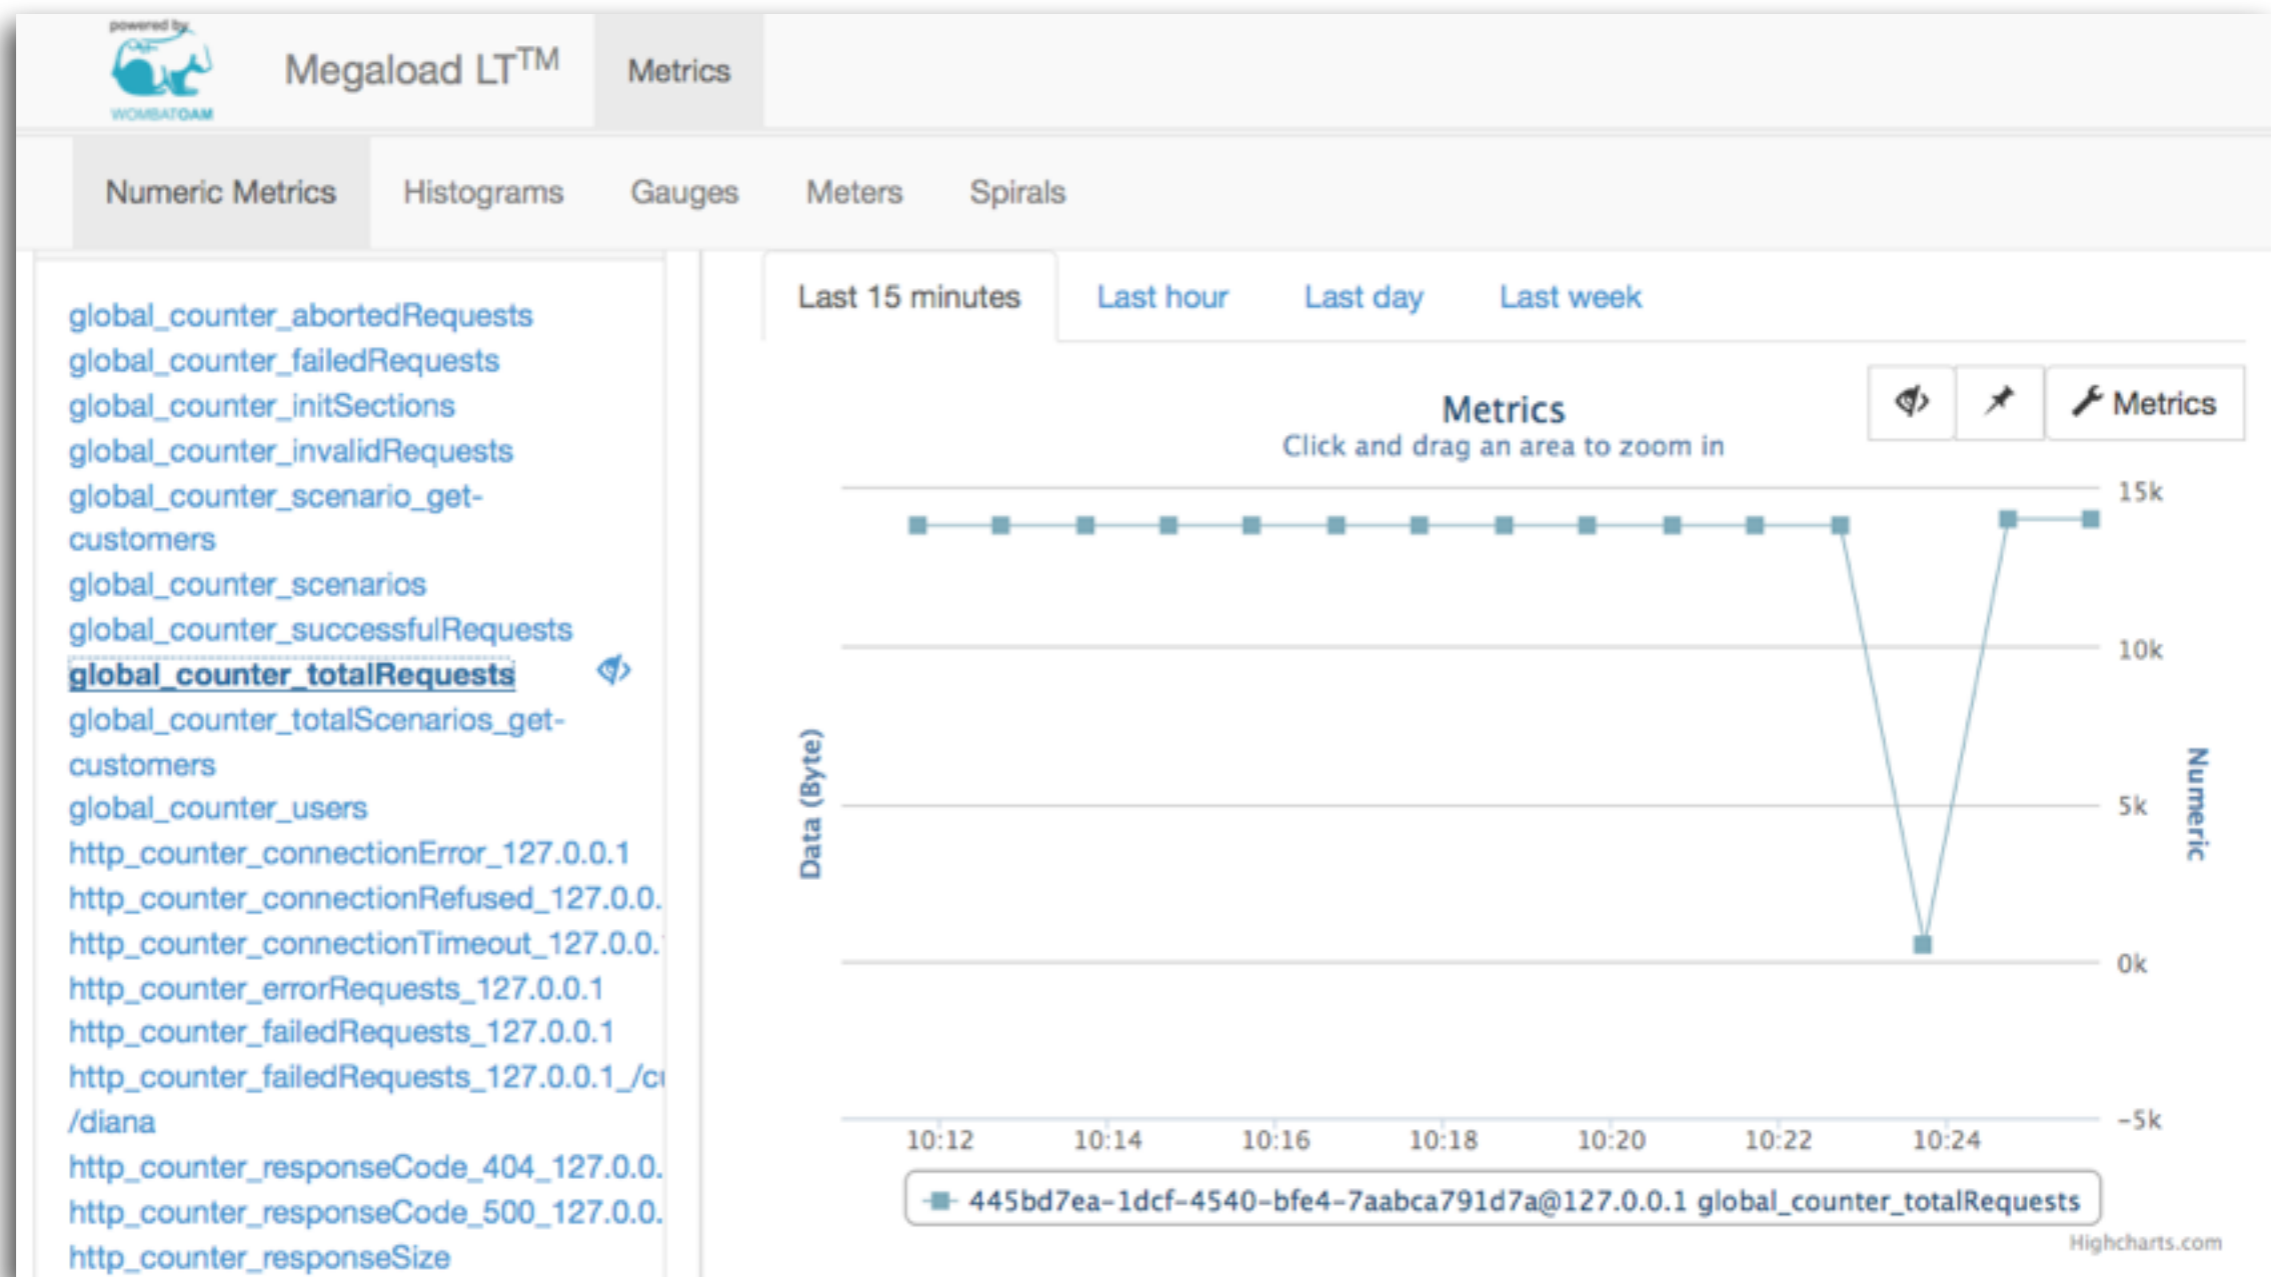 powered by
WOMBATOAM
Megaload LT™
Metrics
Numeric Metrics
Histograms
Gauges
Meters
Spirals
global_counter_abortedRequests
global_counter_failedRequests
global_counter_initSections
global_counter_invalidRequests
global_counter_scenario_get-
customers
global_counter_scenarios
global_counter_successfulRequests
global_counter_totalRequests
global_counter_totalScenarios_get-
customers
global_counter_users
http_counter_connectionError_127.0.0.1
http_counter_connectionRefused_127.0.0.
http_counter_connectionTimeout_127.0.0.
http_counter_errorRequests_127.0.0.1
http_counter_failedRequests_127.0.0.1
http_counter_failedRequests_127.0.0.1_/cu
/diana
http_counter_responseCode_404_127.0.0.
http_counter_responseCode_500_127.0.0.
http_counter_responseSize
Last 15 minutes
Last hour
Last day
Last week
Metrics
Metrics
Click and drag an area to zoom in
Data (Byte)
15k
10k
5k
0k
-5k
Numeric
10:12
10:14
10:16
10:18
10:20
10:22
10:24
445bd7ea-1dcf-4540-bfe4-7aabca791d7a@127.0.0.1 global_counter_totalRequests
Highcharts.com